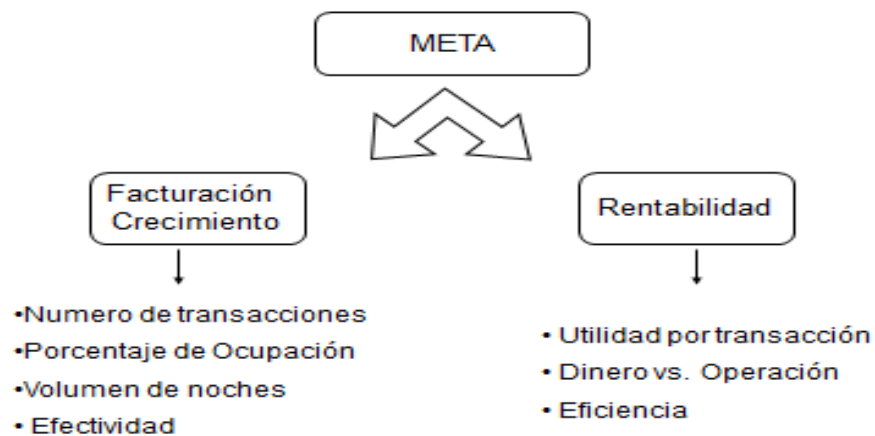 META
Facturación
Crecimiento
•Numero de transacciones
•Porcentaje de Ocupación
•Volumen de noches
• Efectividad
Rentabilidad
• Utilidad por transacción
• Dinero vs. Operación
• Eficiencia